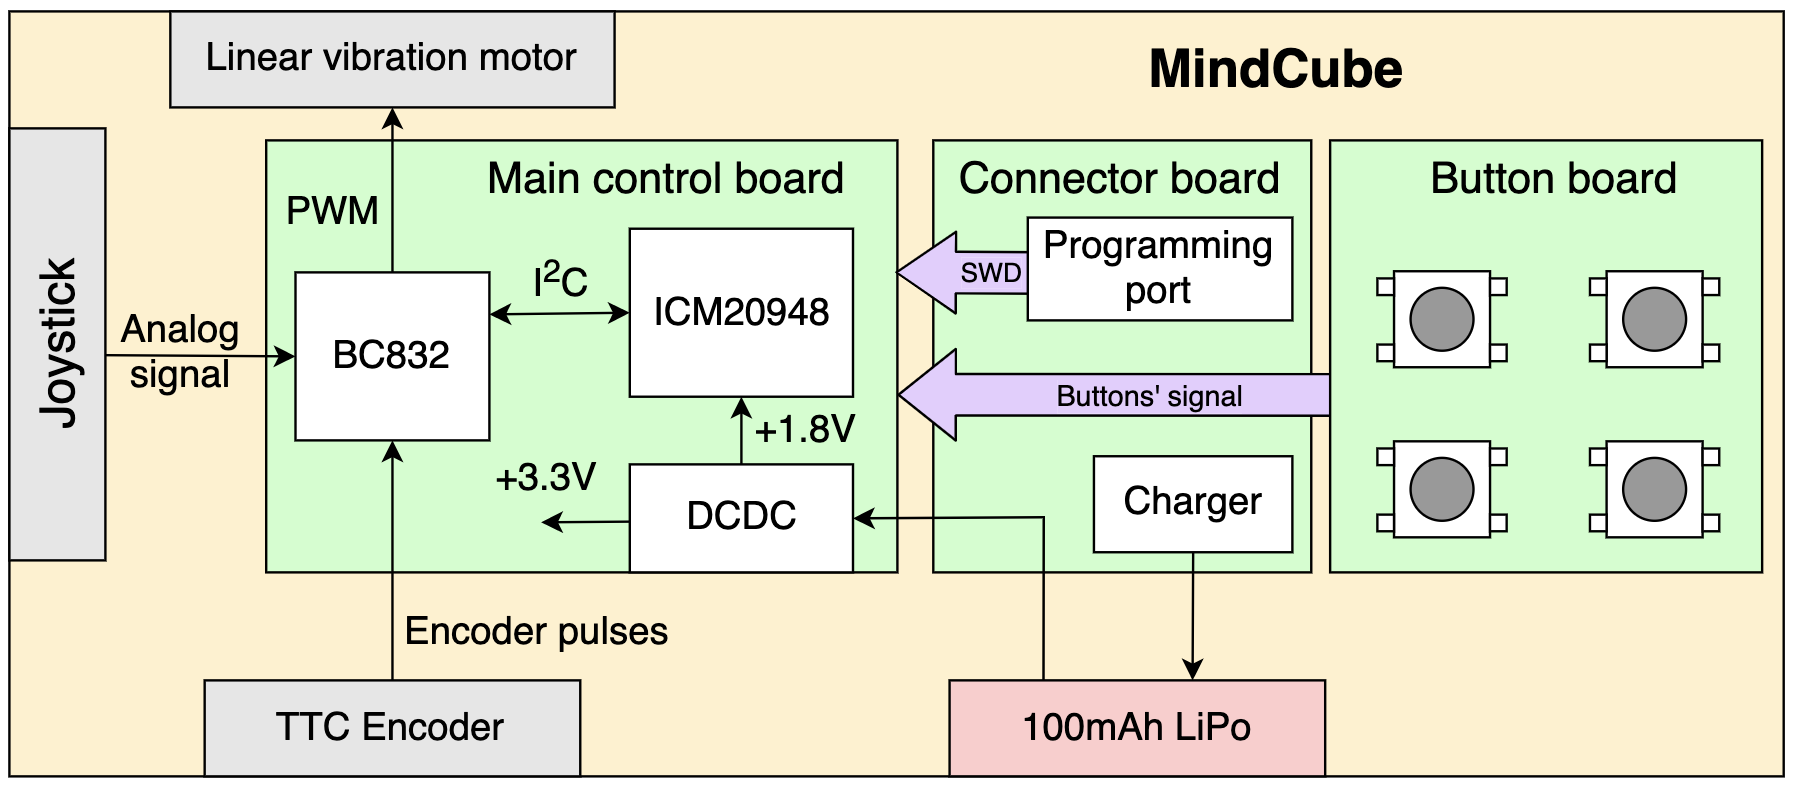 Linear vibration motor
MindCube
Main control board
Connector board
Button board
Joystick
PWM
Analog
signal
BC832
I²C
ICM20948
SWD
Programming
port
Buttons' signal
+1.8V
+3.3V
DCDC
Charger
Encoder pulses
TTC Encoder
100mAh LiPo